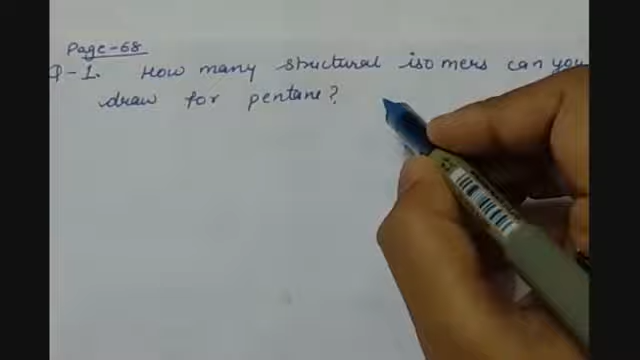 Page-68
Q-1. How many structural isomers can you
draw for pentane?